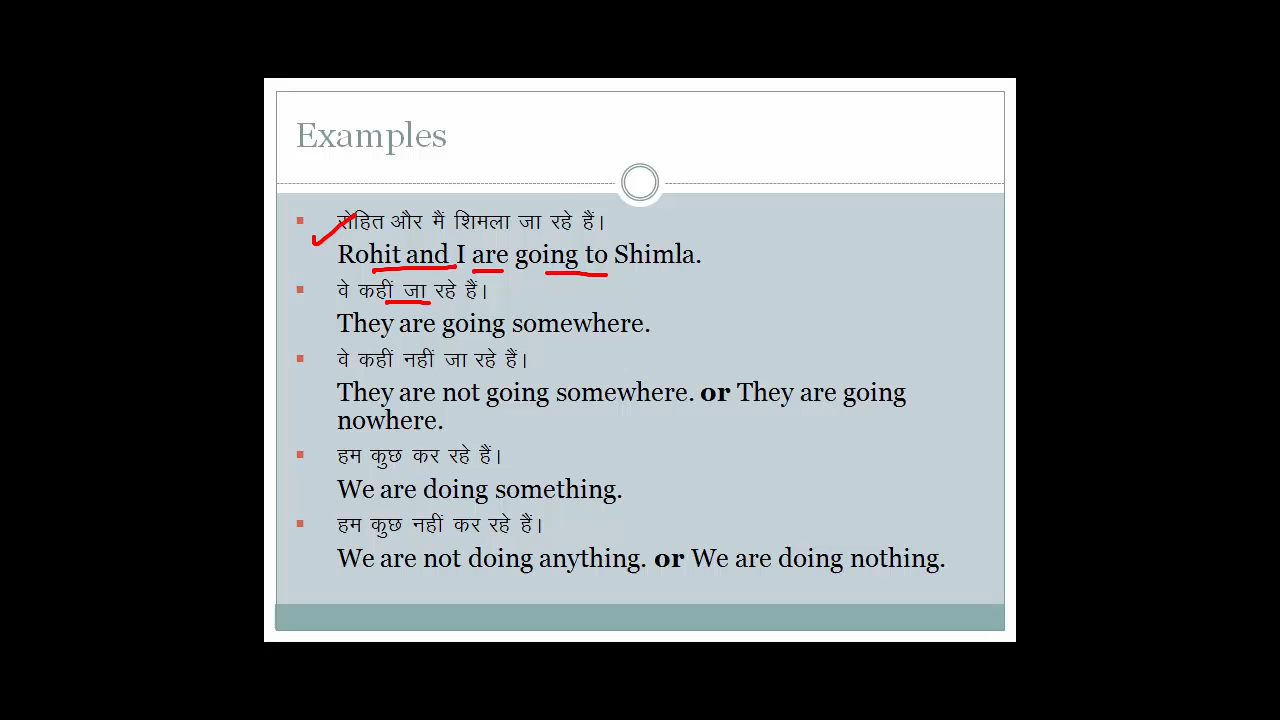 Examples
रोहित और मैं शिमला जा रहे हैं।
Rohit and I are going to Shimla.
वे कहीं जा रहे हैं।
They are going somewhere.
वे कहीं नहीं जा रहे हैं।
They are not going somewhere. or They are going
nowhere.
हम कुछ कर रहे हैं।
We are doing something.
हम कुछ नहीं कर रहे हैं।
We are not doing anything. or We are doing nothing.